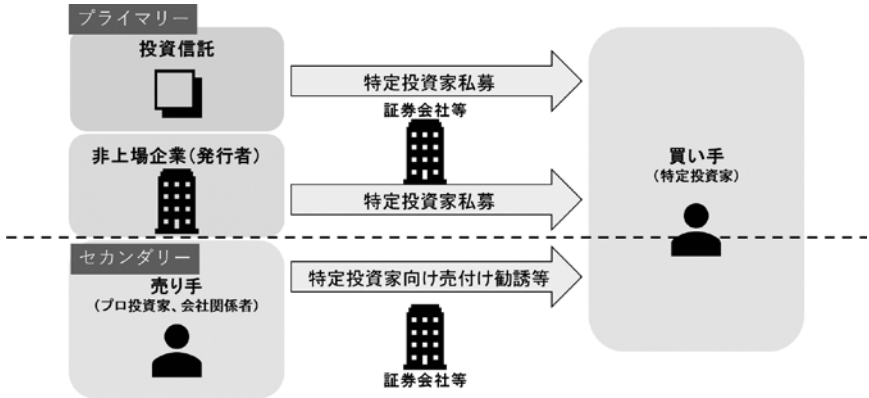 プライマリー
投資信託
特定投資家私募
証券会社等
非上場企業(発行者)
特定投資家私募
買い手
(特定投資家)
セカンダリー
売り手
(プロ投資家、会社関係者)
特定投資家向け売付け勧誘等
証券会社等